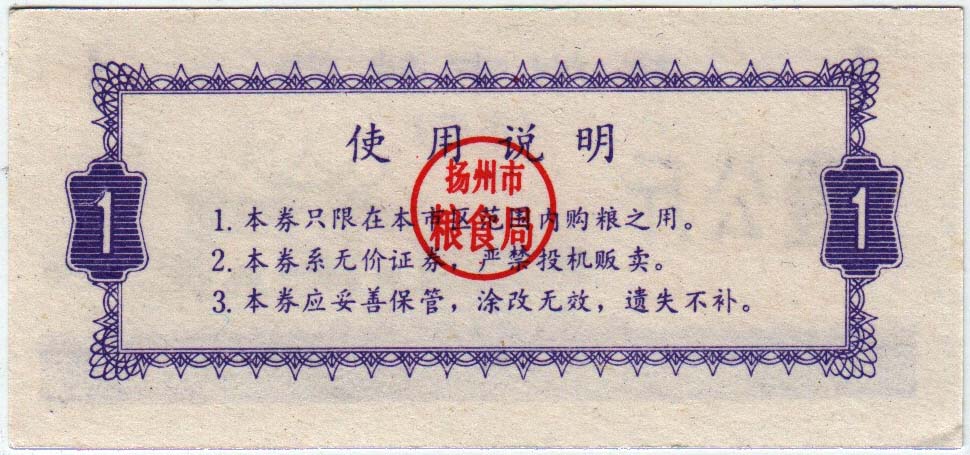 使用说明
扬州市
粮食局
1
1
1. 本券只限在本市区范围内购粮之用。
2. 本券系无价证券，严禁投机贩卖。
3. 本券应妥善保管，涂改无效，遗失不补。